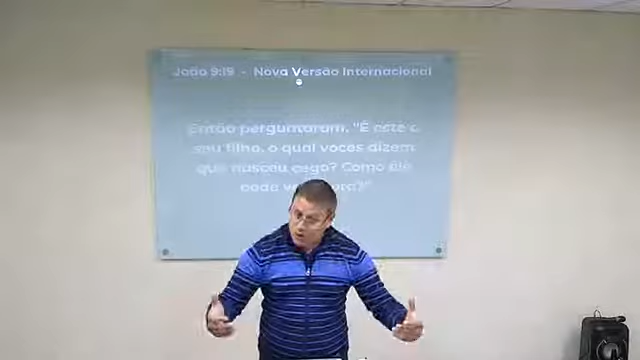 João 9:19 - Nova Versão Internacional
Então perguntaram: "É este o
seu filho, o qual vocês dizem
que nasceu cego? Como ele
pode